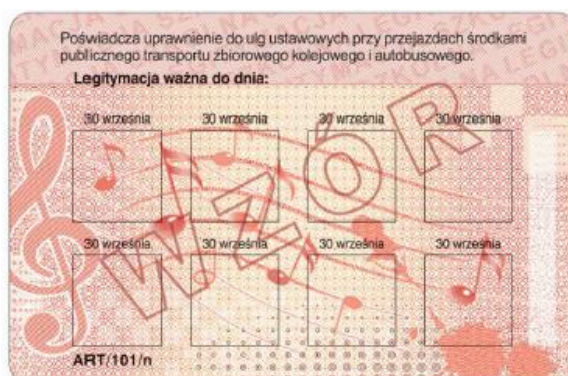 Poświadcza uprawnienie do ulg ustawowych przy przejazdach środkami
publicznego transportu zbiorowego kolejowego i autobusowego.
Legitymacja ważna do dnia:
30 września 30 września 30 września 30 września
WZÓR
30 września 30 września 30 września 30 września
ART/101/n